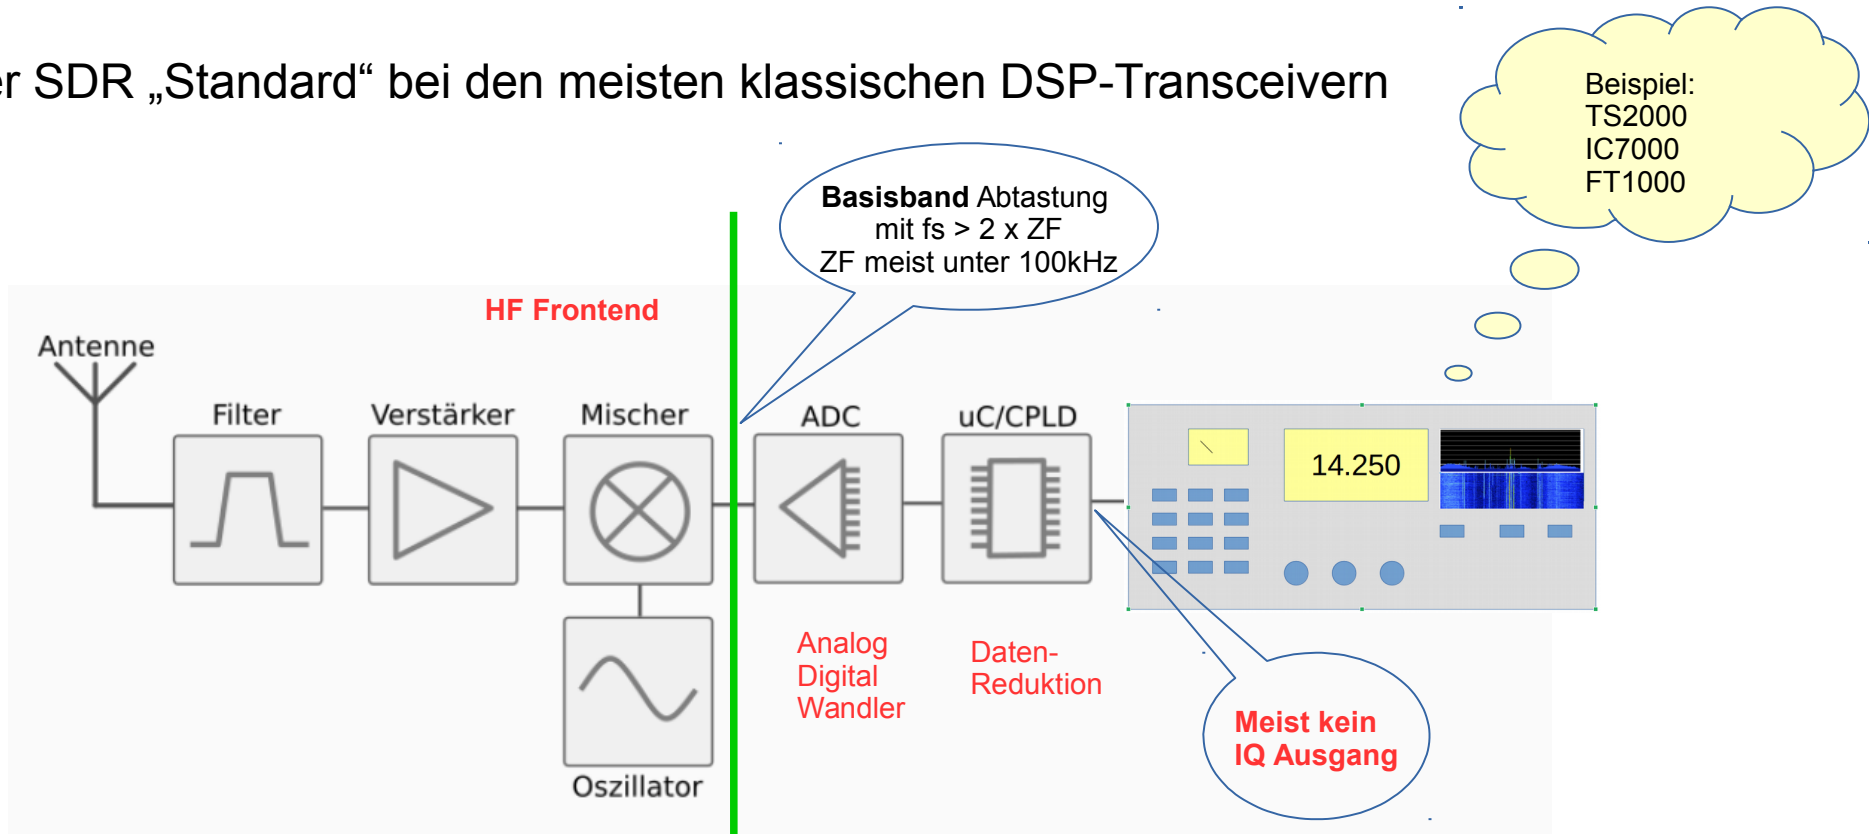 er SDR „Standard“ bei den meisten klassischen DSP-Transceivern
Beispiel:
TS2000
IC7000
FT1000
Basisband Abtastung
mit fs > 2 x ZF
ZF meist unter 100kHz
HF Frontend
Antenne
Filter
Verstärker
Mischer
ADC
uC/CPLD
14.250
Analog
Digital
Wandler
Daten-
Reduktion
Meist kein
IQ Ausgang
Oszillator